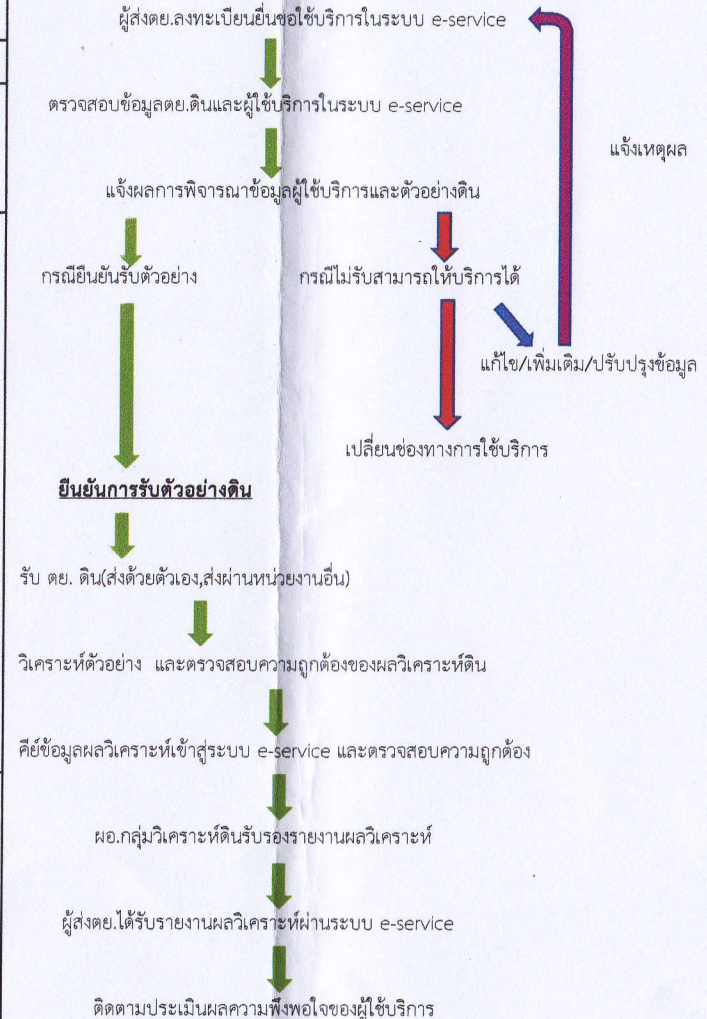 ผู้ส่งตย.ลงทะเบียนยื่นขอใช้บริการในระบบ e-service
ตรวจสอบข้อมูลตย.ดินและผู้ใช้บริการในระบบ e-service
แจ้งเหตุผล
แจ้งผลการพิจารณาข้อมูลผู้ใช้บริการและตัวอย่างดิน
กรณียืนยันรับตัวอย่าง
กรณีไม่รับสามารถให้บริการได้
แก้ไข/เพิ่มเติม/ปรับปรุงข้อมูล
เปลี่ยนช่องทางการใช้บริการ
ยืนยันการรับตัวอย่างดิน
รับ ตย. ดิน(ส่งด้วยตัวเอง,ส่งผ่านหน่วยงานอื่น)
วิเคราะห์ตัวอย่าง และตรวจสอบความถูกต้องของผลวิเคราะห์ดิน
คีย์ข้อมูลผลวิเคราะห์เข้าสู่ระบบ e-service และตรวจสอบความถูกต้อง
ผอ.กลุ่มวิเคราะห์ดินรับรองรายงานผลวิเคราะห์
ผู้ส่งตย.ได้รับรายงานผลวิเคราะห์ผ่านระบบ e-service
ติดตามประเมินผลความพึงพอใจของผู้ใช้บริการ